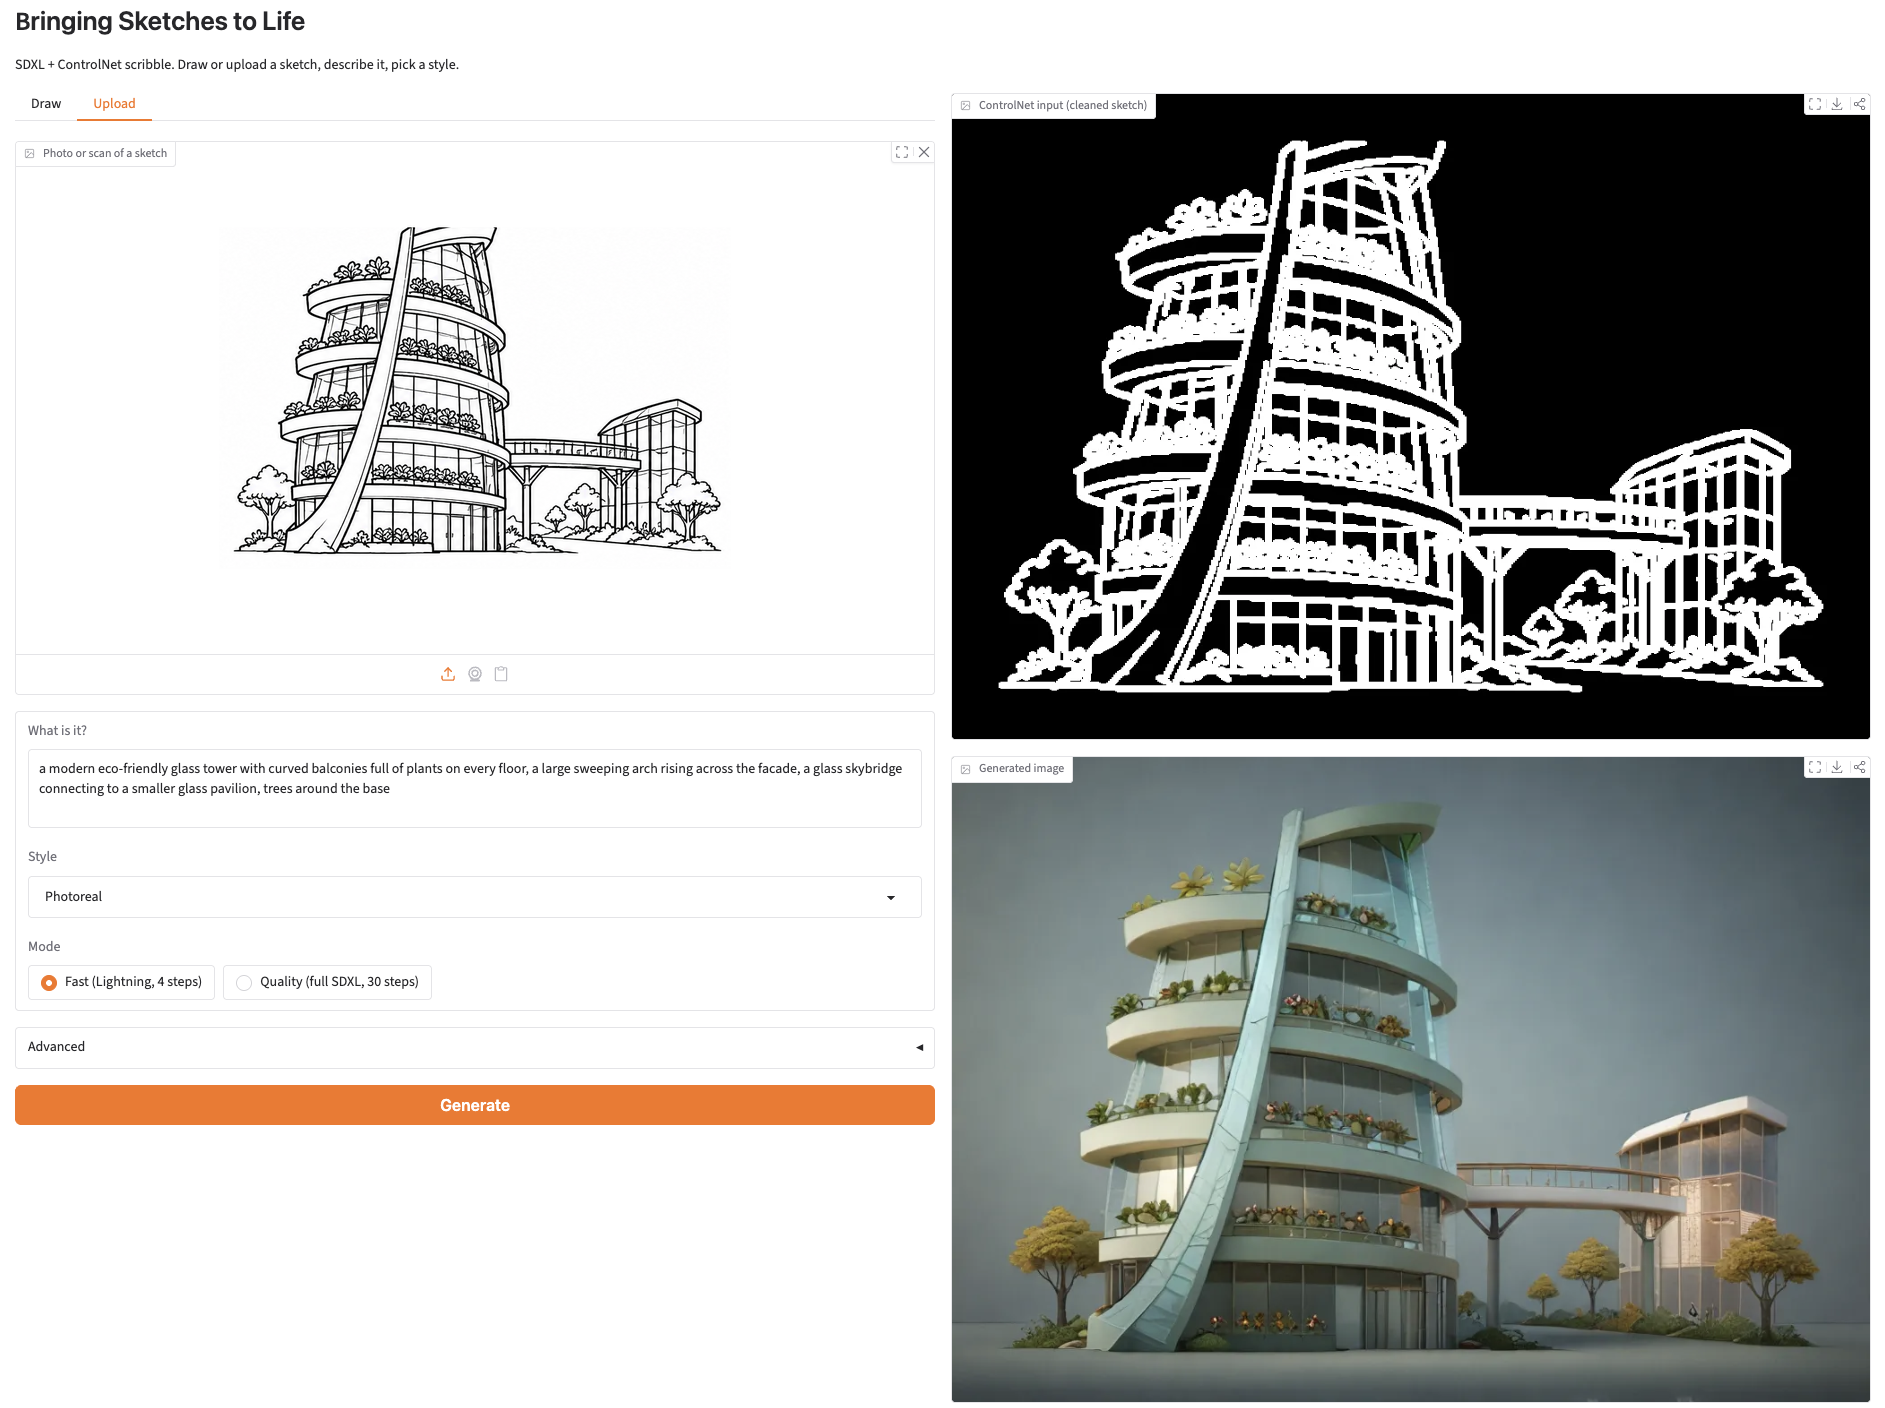 Bringing Sketches to Life
SDXL + ControlNet scribble. Draw or upload a sketch, describe it, pick a style.
Draw
Upload
Photo or scan of a sketch
What is it?
a modern eco-friendly glass tower with curved balconies full of plants on every floor, a large sweeping arch rising across the facade, a glass skybridge
connecting to a smaller glass pavilion, trees around the base
Style
Photoreal
Mode
Fast (Lightning, 4 steps)
Quality (full SDXL, 30 steps)
Advanced
Generate
ControlNet input (cleaned sketch)
Generated image